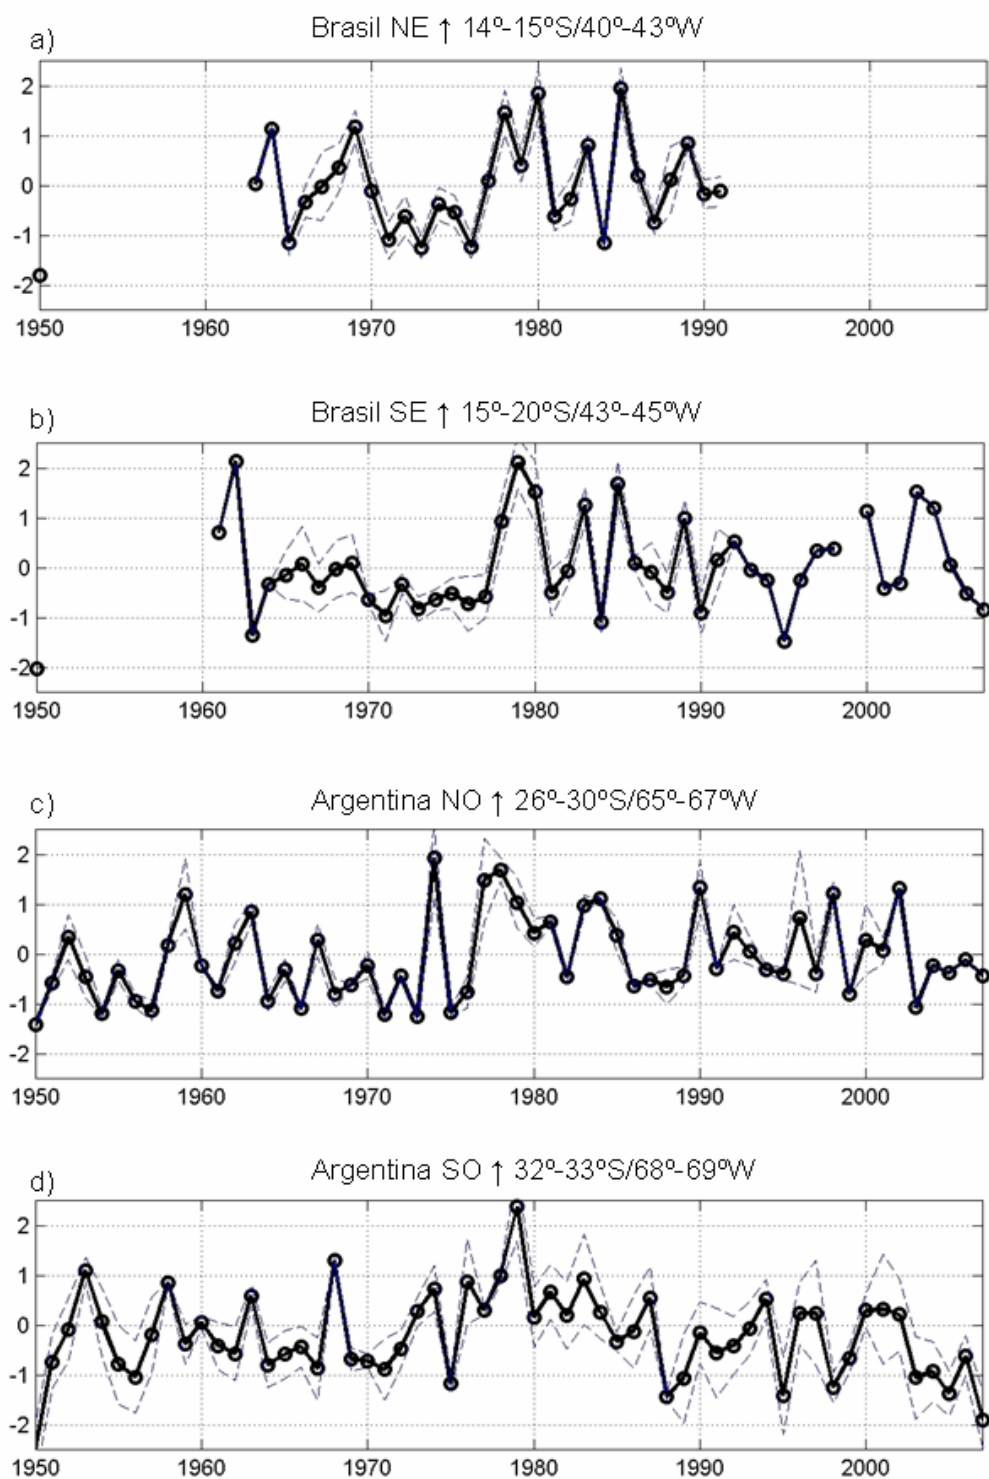 a)
Brasil NE ↑ 14º-15ºS/40º-43ºW
2
1
0
-1
-2
1950 1960 1970 1980 1990 2000
b)
Brasil SE ↑ 15º-20ºS/43º-45ºW
2
1
0
-1
-2
1950 1960 1970 1980 1990 2000
c)
Argentina NO ↑ 26º-30ºS/65º-67ºW
2
1
0
-1
-2
1950 1960 1970 1980 1990 2000
d)
Argentina SO ↑ 32º-33ºS/68º-69ºW
2
1
0
-1
-2
1950 1960 1970 1980 1990 2000